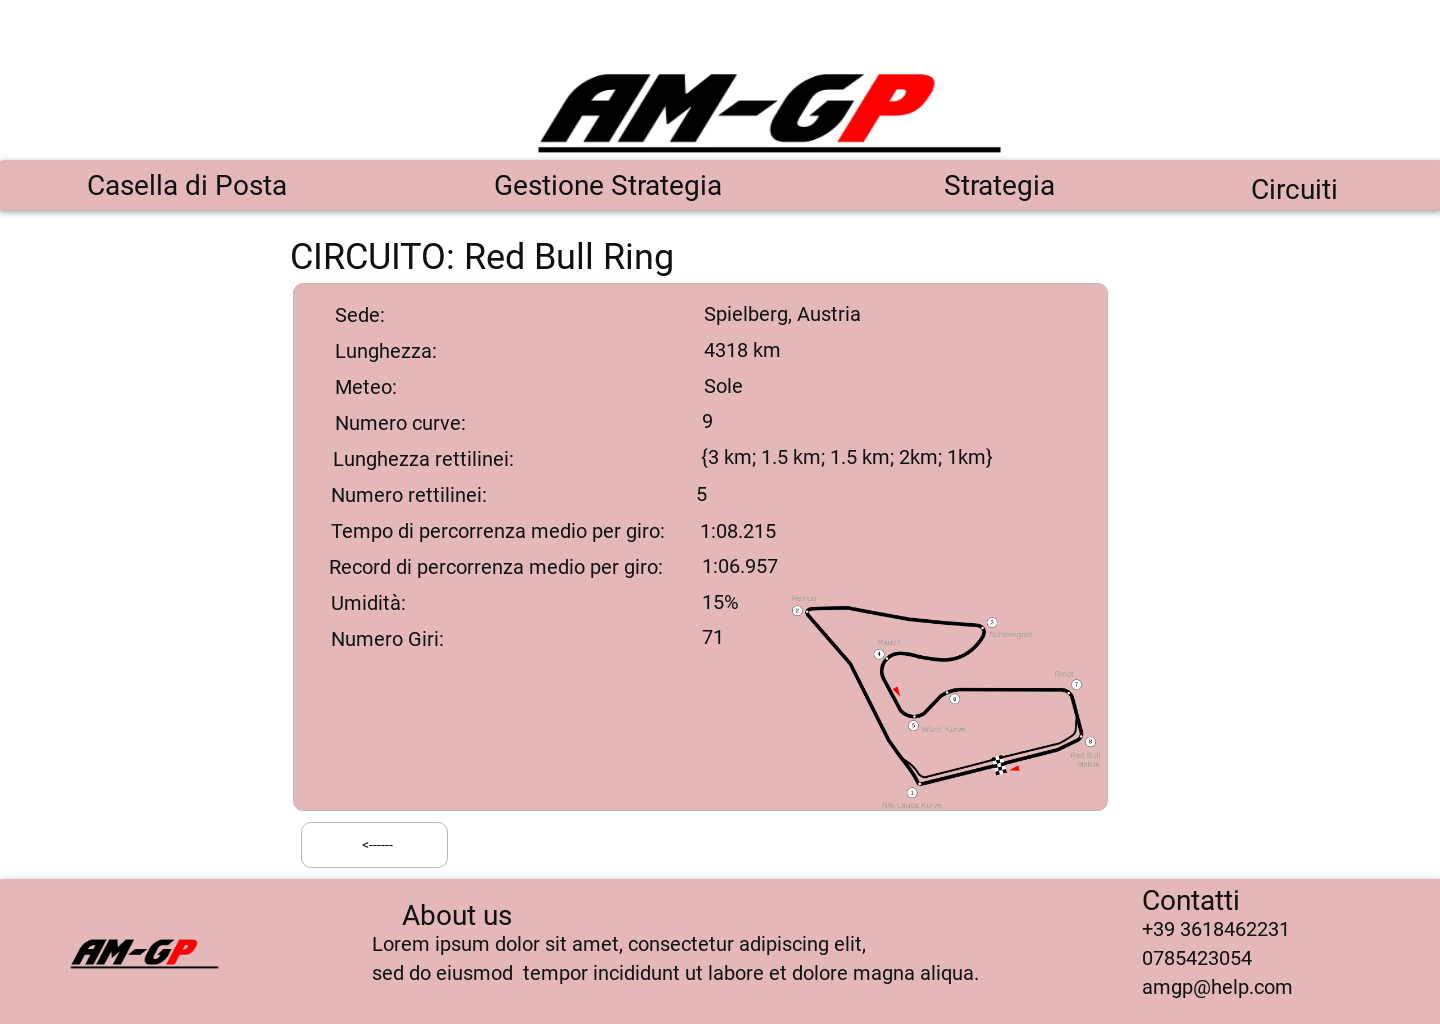 AM-GP
Casella di Posta Gestione Strategia Strategia Circuiti
CIRCUITO: Red Bull Ring
Sede: Spielberg, Austria
Lunghezza: 4318 km
Meteo: Sole
Numero curve: 9
Lunghezza rettilinei: {3 km; 1.5 km; 1.5 km; 2km; 1km}
Numero rettilinei: 5
Tempo di percorrenza medio per giro: 1:08.215
Record di percorrenza medio per giro: 1:06.957
Umidità: 15%
Numero Giri: 71
Remus
2
3
Schlossgold
Rauch
4
Rindt
7
6
5
Würth Kurve
8
Red Bull
Mobile
1
Niki Lauda Kurve
<------
AM-GP
About us
Lorem ipsum dolor sit amet, consectetur adipiscing elit,
sed do eiusmod  tempor incididunt ut labore et dolore magna aliqua.
Contatti
+39 3618462231
0785423054
amgp@help.com